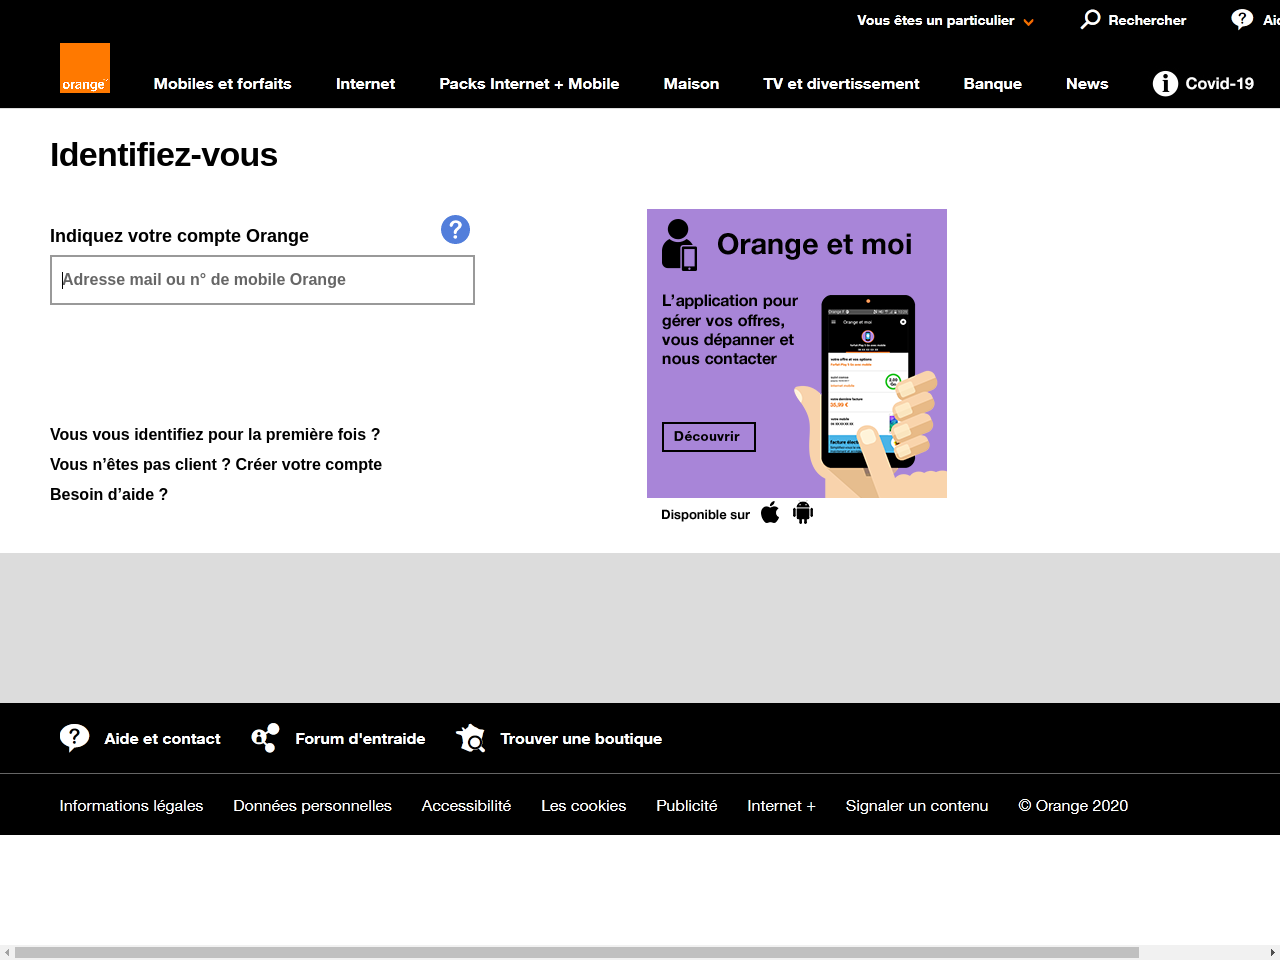 Vous êtes un particulier
Rechercher
orange
Mobiles et forfaits
Internet
Packs Internet + Mobile
Maison
TV et divertissement
Banque
News
Covid-19
Identifiez-vous
Indiquez votre compte Orange
?
Adresse mail ou n° de mobile Orange
Vous vous identifiez pour la première fois ?
Vous n’êtes pas client ? Créer votre compte
Besoin d’aide ?
Orange et moi
L’application pour
gérer vos offres,
vous dépanner et
nous contacter
Découvrir
Orange et moi
Disponible sur
Aide et contact
Forum d'entraide
Trouver une boutique
Informations légales
Données personnelles
Accessibilité
Les cookies
Publicité
Internet +
Signaler un contenu
© Orange 2020